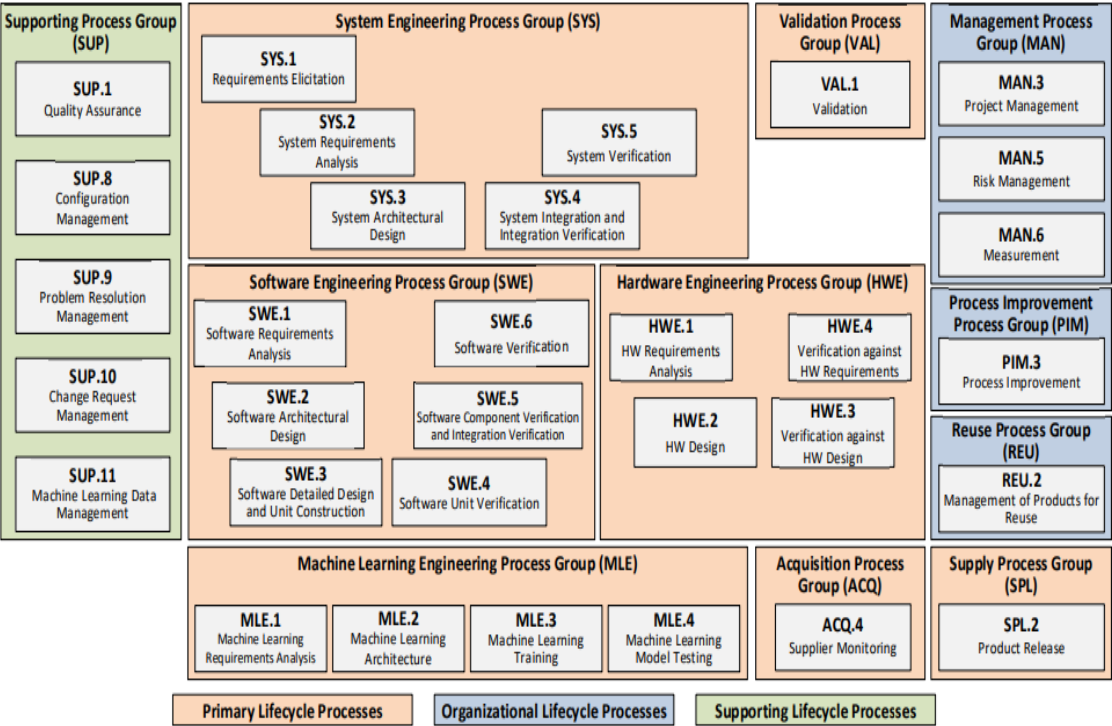 Supporting Process Group
(SUP)
SUP.1
Quality Assurance
SUP.8
Configuration
Management
SUP.9
Problem Resolution
Management
SUP.10
Change Request
Management
SUP.11
Machine Learning Data
Management
System Engineering Process Group (SYS)
SYS.1
Requirements Elicitation
SYS.2
System Requirements
Analysis
SYS.3
System Architectural
Design
SYS.5
System Verification
SYS.4
System Integration and
Integration Verification
Validation Process
Group (VAL)
VAL.1
Validation
Management Process
Group (MAN)
MAN.3
Project Management
MAN.5
Risk Management
MAN.6
Measurement
Software Engineering Process Group (SWE)
SWE.1
Software Requirements
Analysis
SWE.2
Software Architectural
Design
SWE.3
Software Detailed Design
and Unit Construction
SWE.6
Software Verification
SWE.5
Software Component Verification
and Integration Verification
SWE.4
Software Unit Verification
Hardware Engineering Process Group (HWE)
HWE.1
HW Requirements
Analysis
HWE.2
HW Design
HWE.4
Verification against
HW Requirements
HWE.3
Verification against
HW Design
Process Improvement
Process Group (PIM)
PIM.3
Process Improvement
Reuse Process Group
(REU)
REU.2
Management of Products for
Reuse
Machine Learning Engineering Process Group (MLE)
MLE.1
Machine Learning
Requirements Analysis
MLE.2
Machine Learning
Architecture
MLE.3
Machine Learning
Training
MLE.4
Machine Learning
Model Testing
Acquisition Process
Group (ACQ)
ACQ.4
Supplier Monitoring
Supply Process Group
(SPL)
SPL.2
Product Release
Primary Lifecycle Processes
Organizational Lifecycle Processes
Supporting Lifecycle Processes